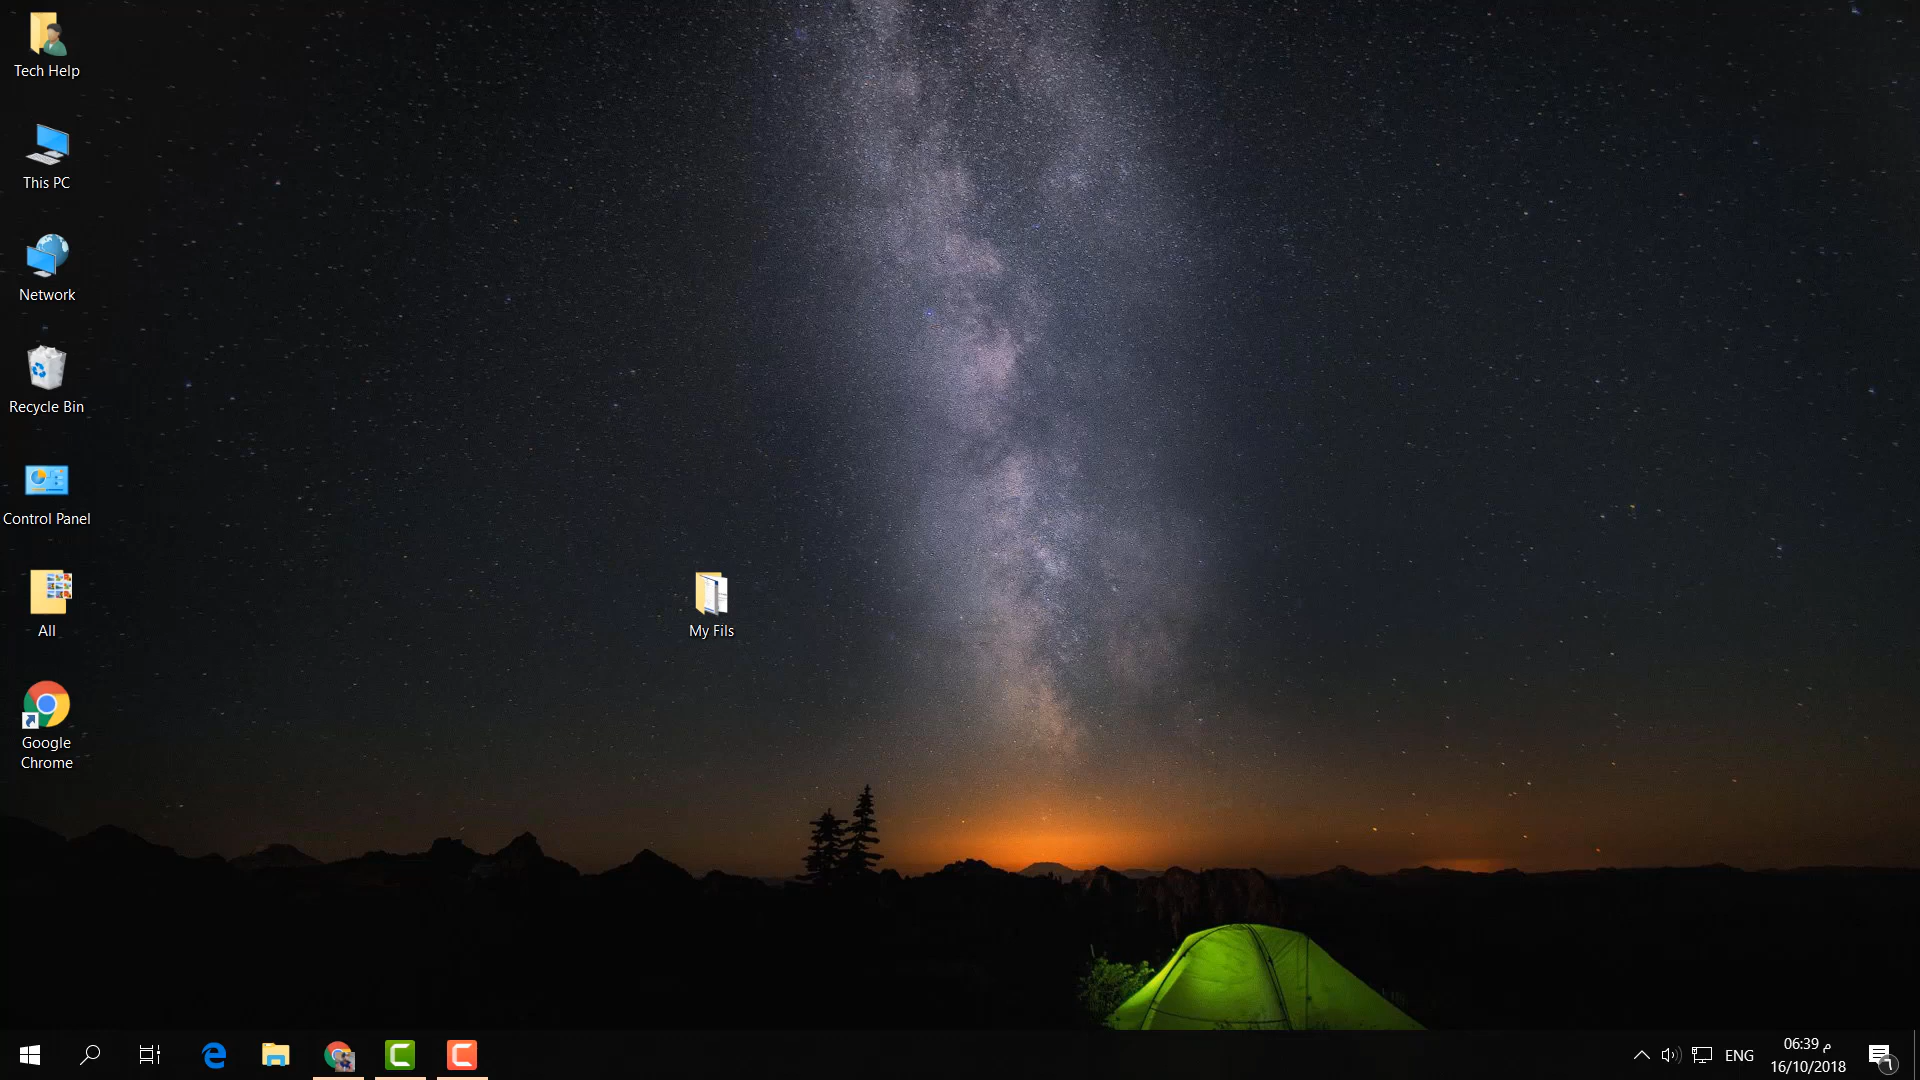 Tech Help
This PC
Network
Recycle Bin
Control Panel
All
My Fils
Google
Chrome
ENG
06:39 م
16/10/2018